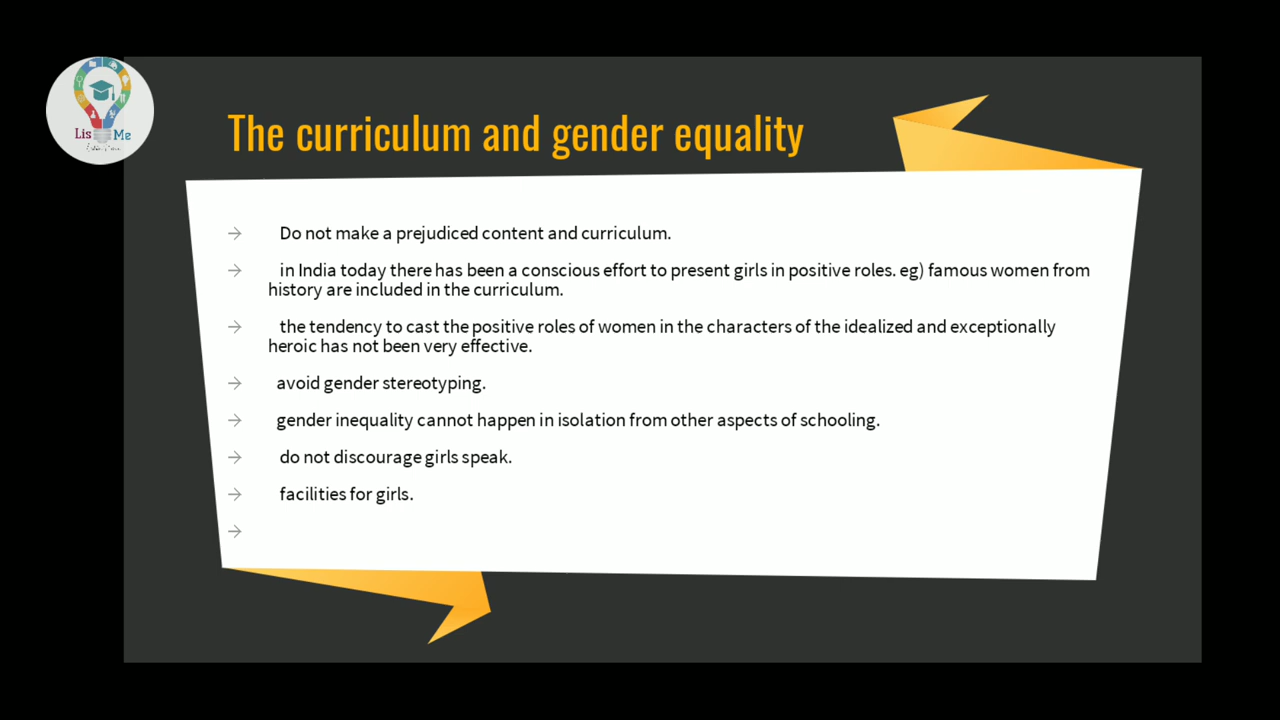 Lis Me
The curriculum and gender equality
→ Do not make a prejudiced content and curriculum.
→ in India today there has been a conscious effort to present girls in positive roles. eg) famous women from
history are included in the curriculum.
→ the tendency to cast the positive roles of women in the characters of the idealized and exceptionally
heroic has not been very effective.
→ avoid gender stereotyping.
→ gender inequality cannot happen in isolation from other aspects of schooling.
→ do not discourage girls speak.
→ facilities for girls.
→